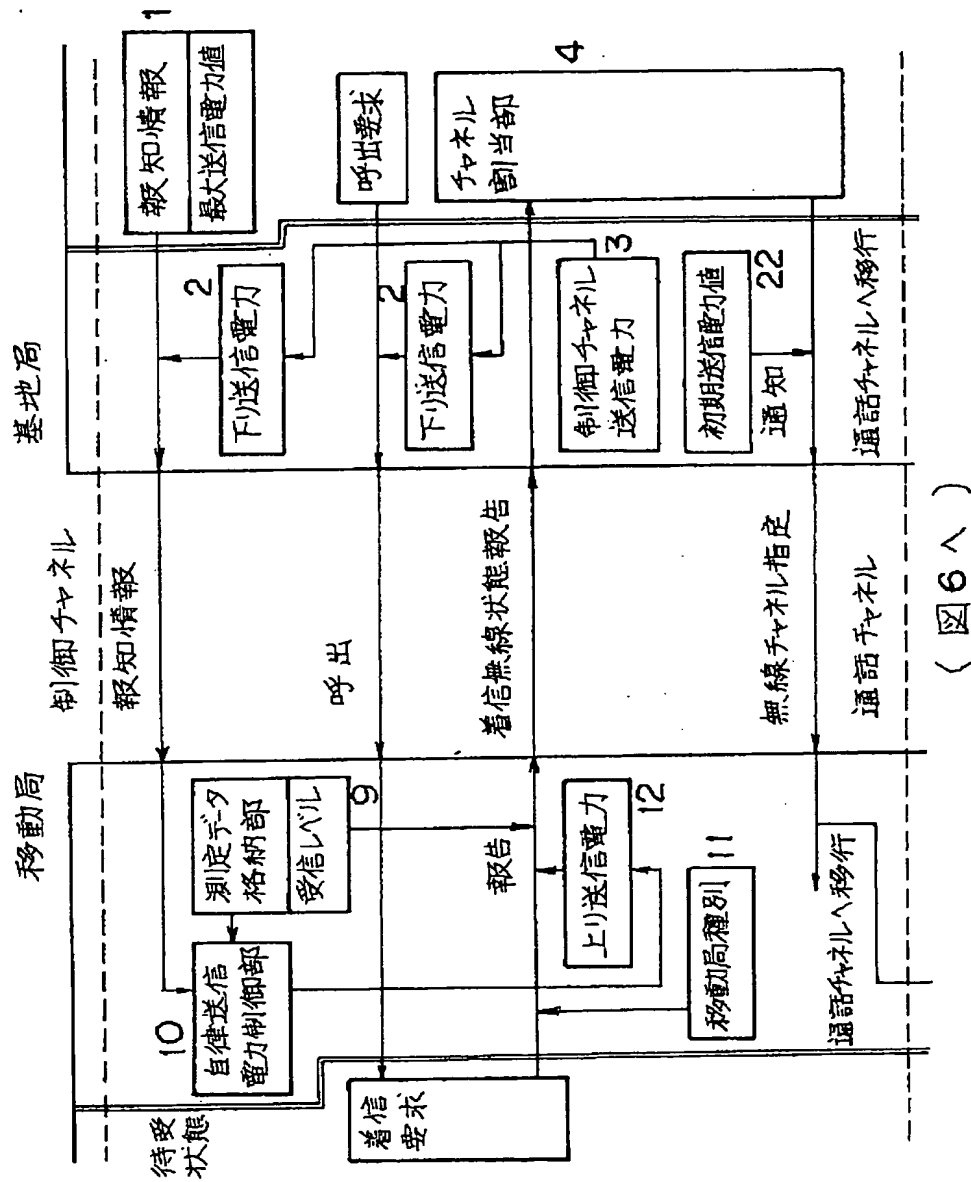 移動局
制御チャネル
基地局
待受
状態
報知情報
報知情報
1
最大送信電力値
10
自律送信
電力制御部
測定データ
格納部
受信レベル
9
下り送信電力
2
呼出
呼出要求
下り送信電力
2
着信
要求
報告
着信無線状態報告
チャネル
割当部
4
上り送信電力
12
制御チャネル
送信電力
3
移動局種別
11
初期送信電力値
22
通知
無線チャネル指定
通話チャネルへ移行
通話チャネル
通話チャネルへ移行
(図6へ)